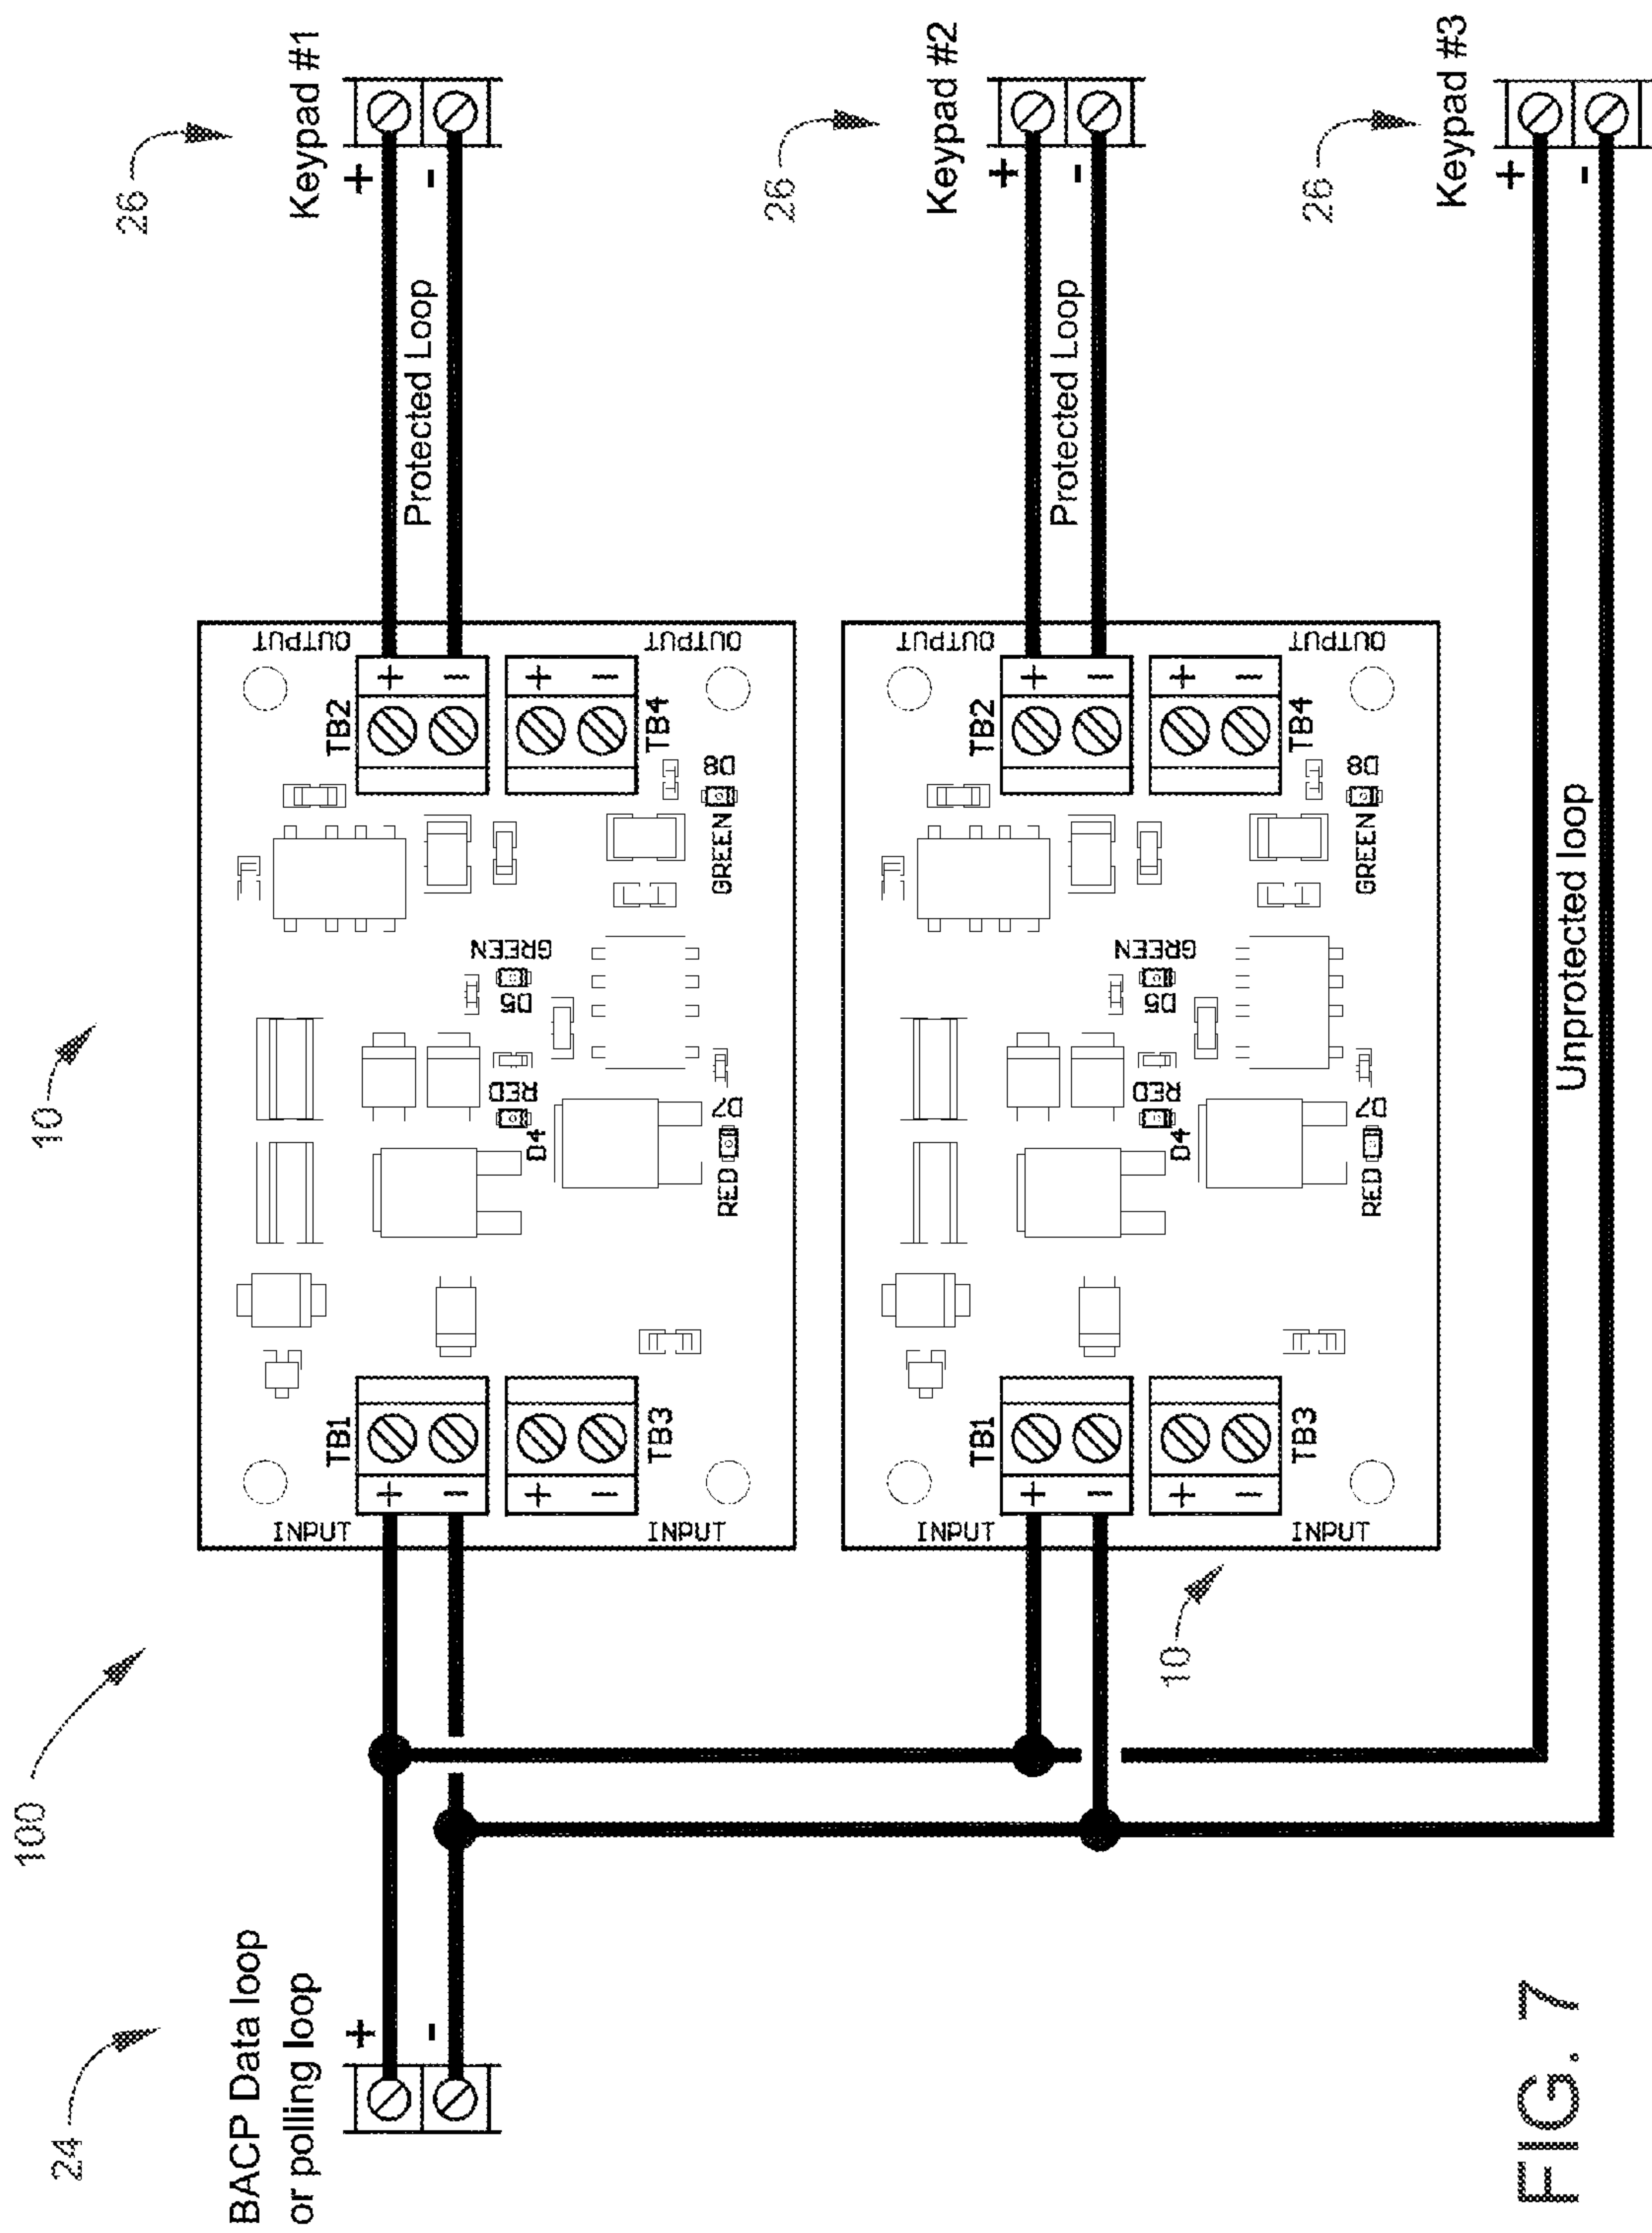 100
10
24
BACP Data loop
or polling loop
+
-
INPUT
TB1
+
-
TB3
+
-
INPUT
RED
D4
D5
GREEN
RED
D7
GREEN
D8
OUTPUT
TB2
+
-
TB4
+
-
OUTPUT
Protected Loop
26
Keypad #1
+
-
10
INPUT
TB1
+
-
TB3
+
-
INPUT
RED
D4
D5
GREEN
RED
D7
GREEN
D8
OUTPUT
TB2
+
-
TB4
+
-
OUTPUT
Protected Loop
26
Keypad #2
+
-
Unprotected loop
26
Keypad #3
+
-
FIG. 7